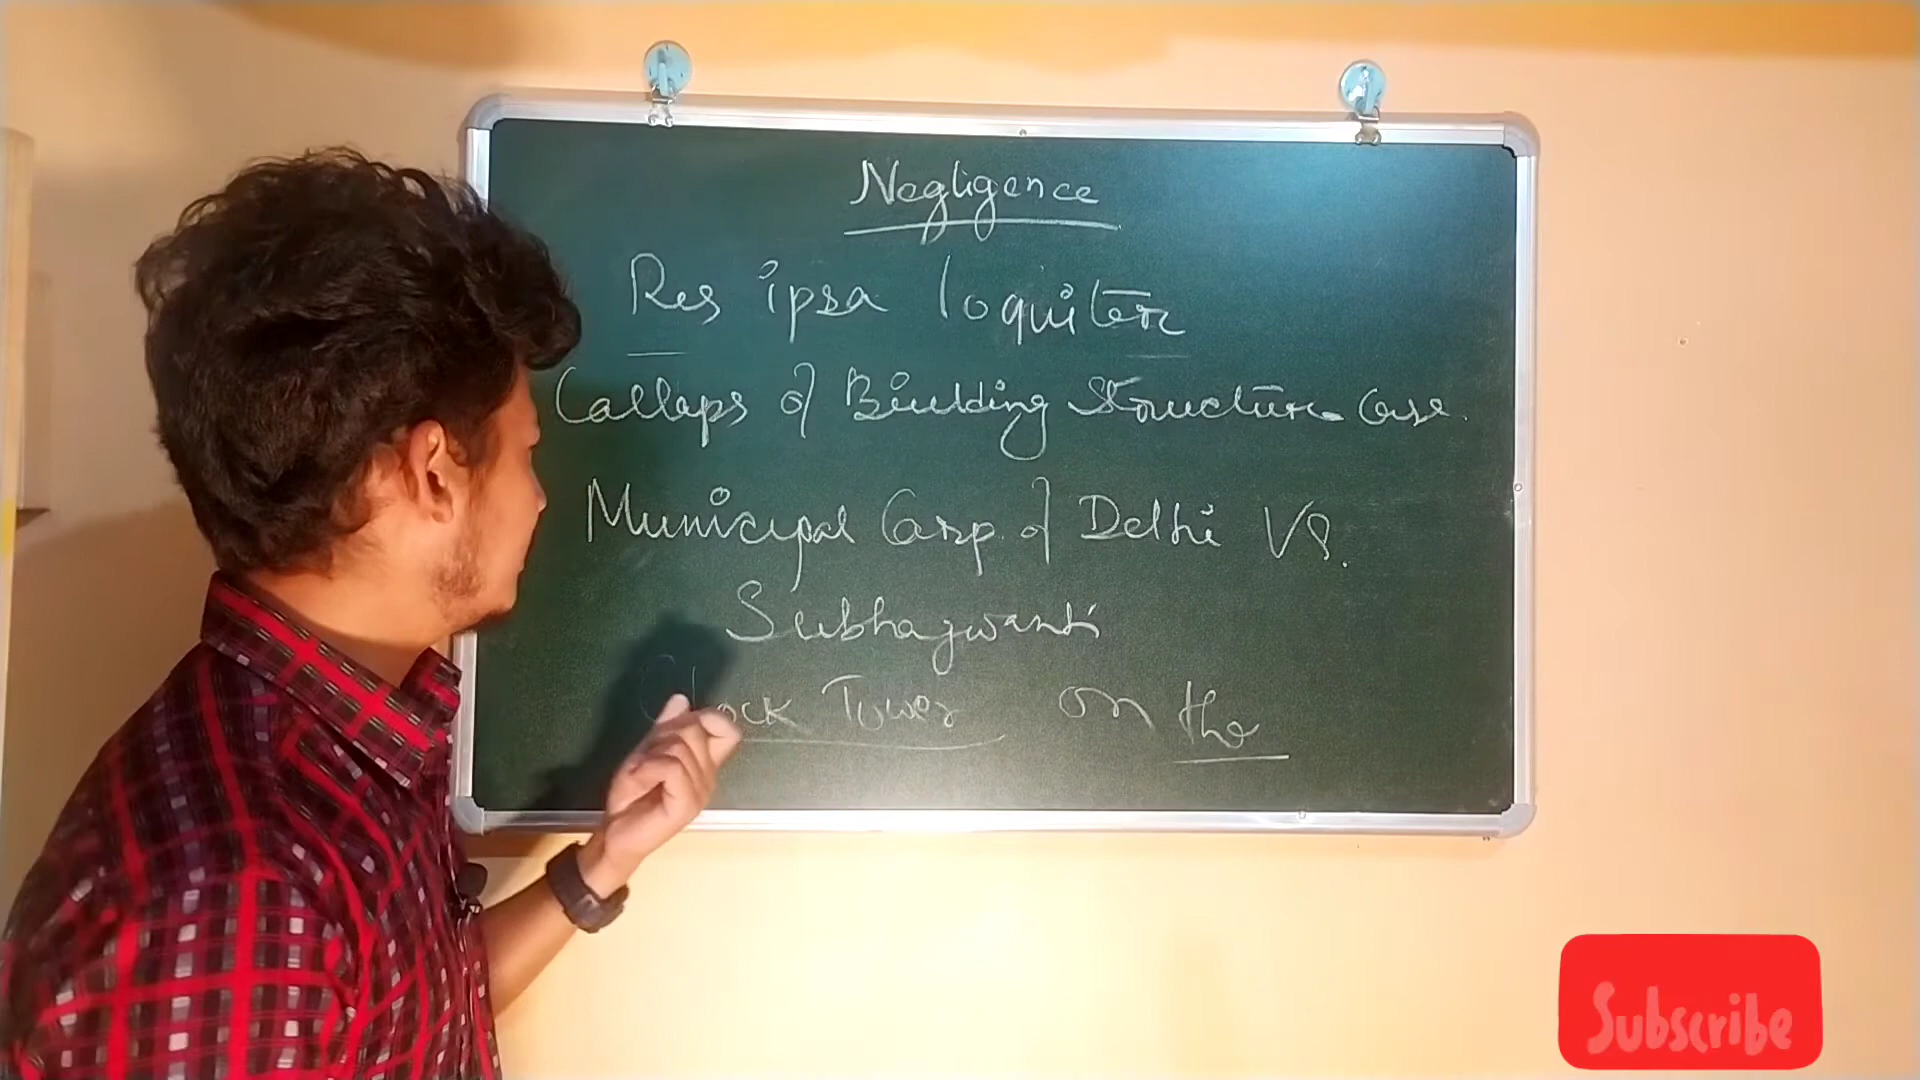 Negligence
Res ipsa loquiter
Collaps of Building Structure Case.
Municipal Corp. of Delhi VS.
Subhagwanti
Clock Tower on the
Subscribe